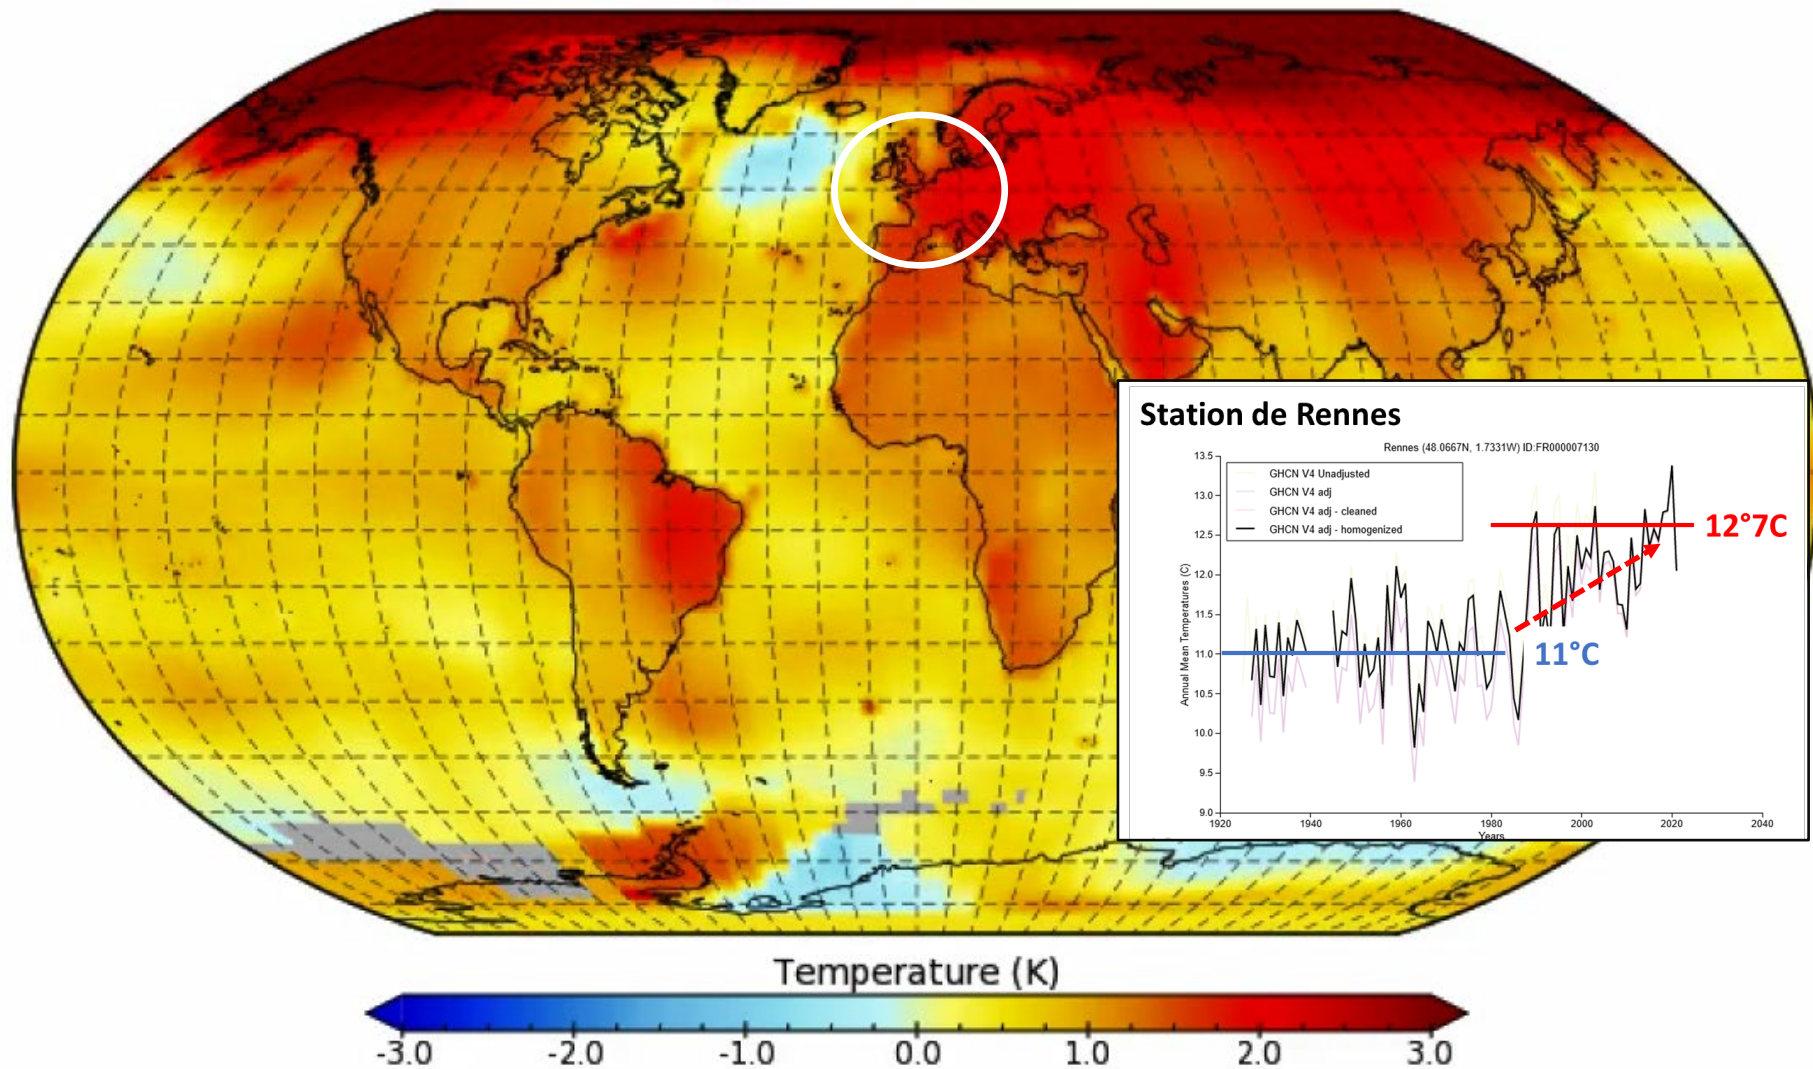 Station de Rennes
Rennes (48.0667N, 1.7331W) ID:FR000007130
GHCN V4 Unadjusted
GHCN V4 adj
GHCN V4 adj - cleaned
GHCN V4 adj - homogenized
Annual Mean Temperatures (C)
13.5
13.0
12.5
12.0
11.5
11.0
10.5
10.0
9.5
9.0
12°7C
11°C
1920 1940 1960 1980 2000 2020 2040
Years
Temperature (K)
-3.0 -2.0 -1.0 0.0 1.0 2.0 3.0